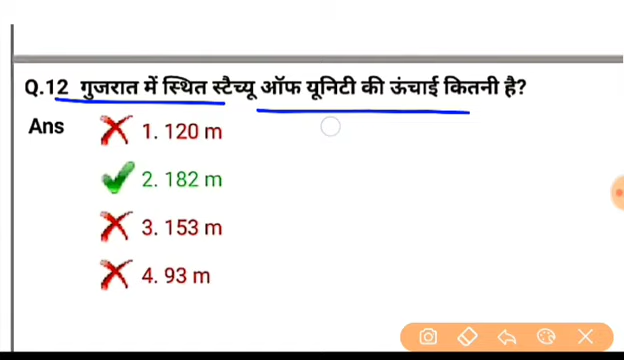 Q.12 गुजरात में स्थित स्टैच्यू ऑफ यूनिटी की ऊंचाई कितनी है?
Ans 1. 120 m
2. 182 m
3. 153 m
4. 93 m